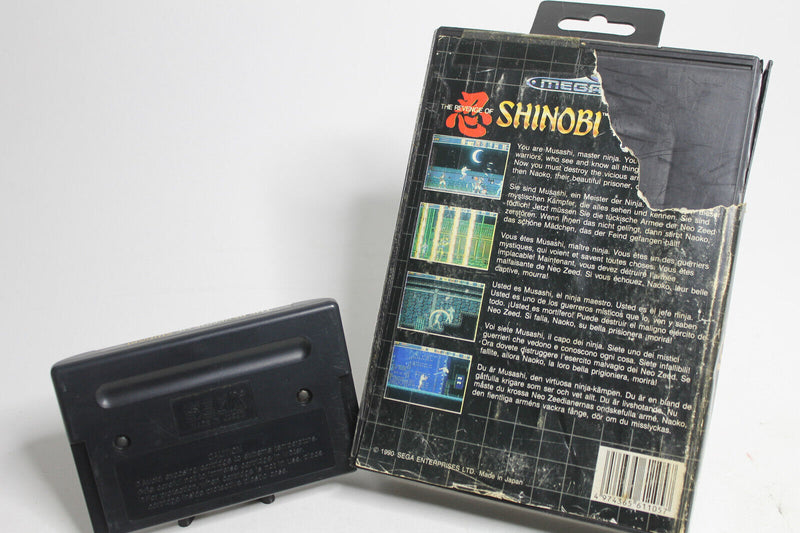 MEGA
THE REVENGE OF 忍 SHINOBI
You are Musashi, master ninja. You
warriors, who see and know all thing
Now you must destroy the vicious ar
then Naoko, their beautiful prisoner,
Sie sind Musashi, ein Meister der Ninja. dieser
mystischen Kämpfer, die alles sehen und kennen. Sie sind
tödlich! Jetzt müssen Sie die tückische Armee der Neo Zeed
zerstören. Wenn Ihnen das nicht gelingt, dann stirbt Naoko,
das schöne Mädchen, das der Feind gefangen hält!
Vous êtes Musashi, maître ninja. Vous êtes un des guerriers
mystiques, qui voient et savent toutes choses. Vous êtes
implacable! Maintenant, vous devez détruire l'armée
malfaisante de Neo Zeed. Si vous échouez, Naoko, leur belle
captive, mourra!
Usted es Musashi, el ninja maestro. Usted es el jefe ninja.
Usted es uno de los guerreros místicos que lo ven y saben
todo. ¡Usted es mortífero! Puede destruir el maligno ejército de
Neo Zeed. Si falla, Naoko, su bella prisionera ¡morirá!
Voi siete Musashi, il capo dei ninja. Siete uno dei mistici
guerrieri che vedono e conoscono ogni cosa. Siete infallibili!
Ora dovete distruggere l'esercito malvagio dei Neo Zeed. Se
fallite, allora Naoko, la loro bella prigioniera, morirà!
Du är Musashi, den virtuosa ninja-kämpen. Du är en bland de
gåtfulla krigare som ser och vet allt. Du är livshotande. Nu
måste du krossa Neo Zeedianernas ondskefulla armé. Naoko,
den fientliga arméns vackra fånge, dör om du misslyckas.
© 1990 SEGA ENTERPRISES LTD. Made in Japan
4 974365 611057
SEGA